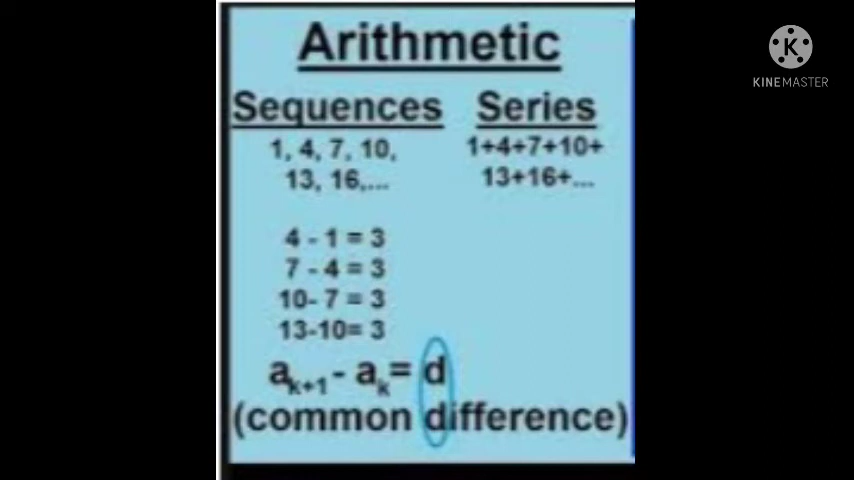 Arithmetic
Sequences Series
1, 4, 7, 10, 1+4+7+10+
13, 16,... 13+16+...
4 - 1 = 3
7 - 4 = 3
10- 7 = 3
13-10= 3
aₖ₊₁ - aₖ= d
(common difference)
K
KINEMASTER